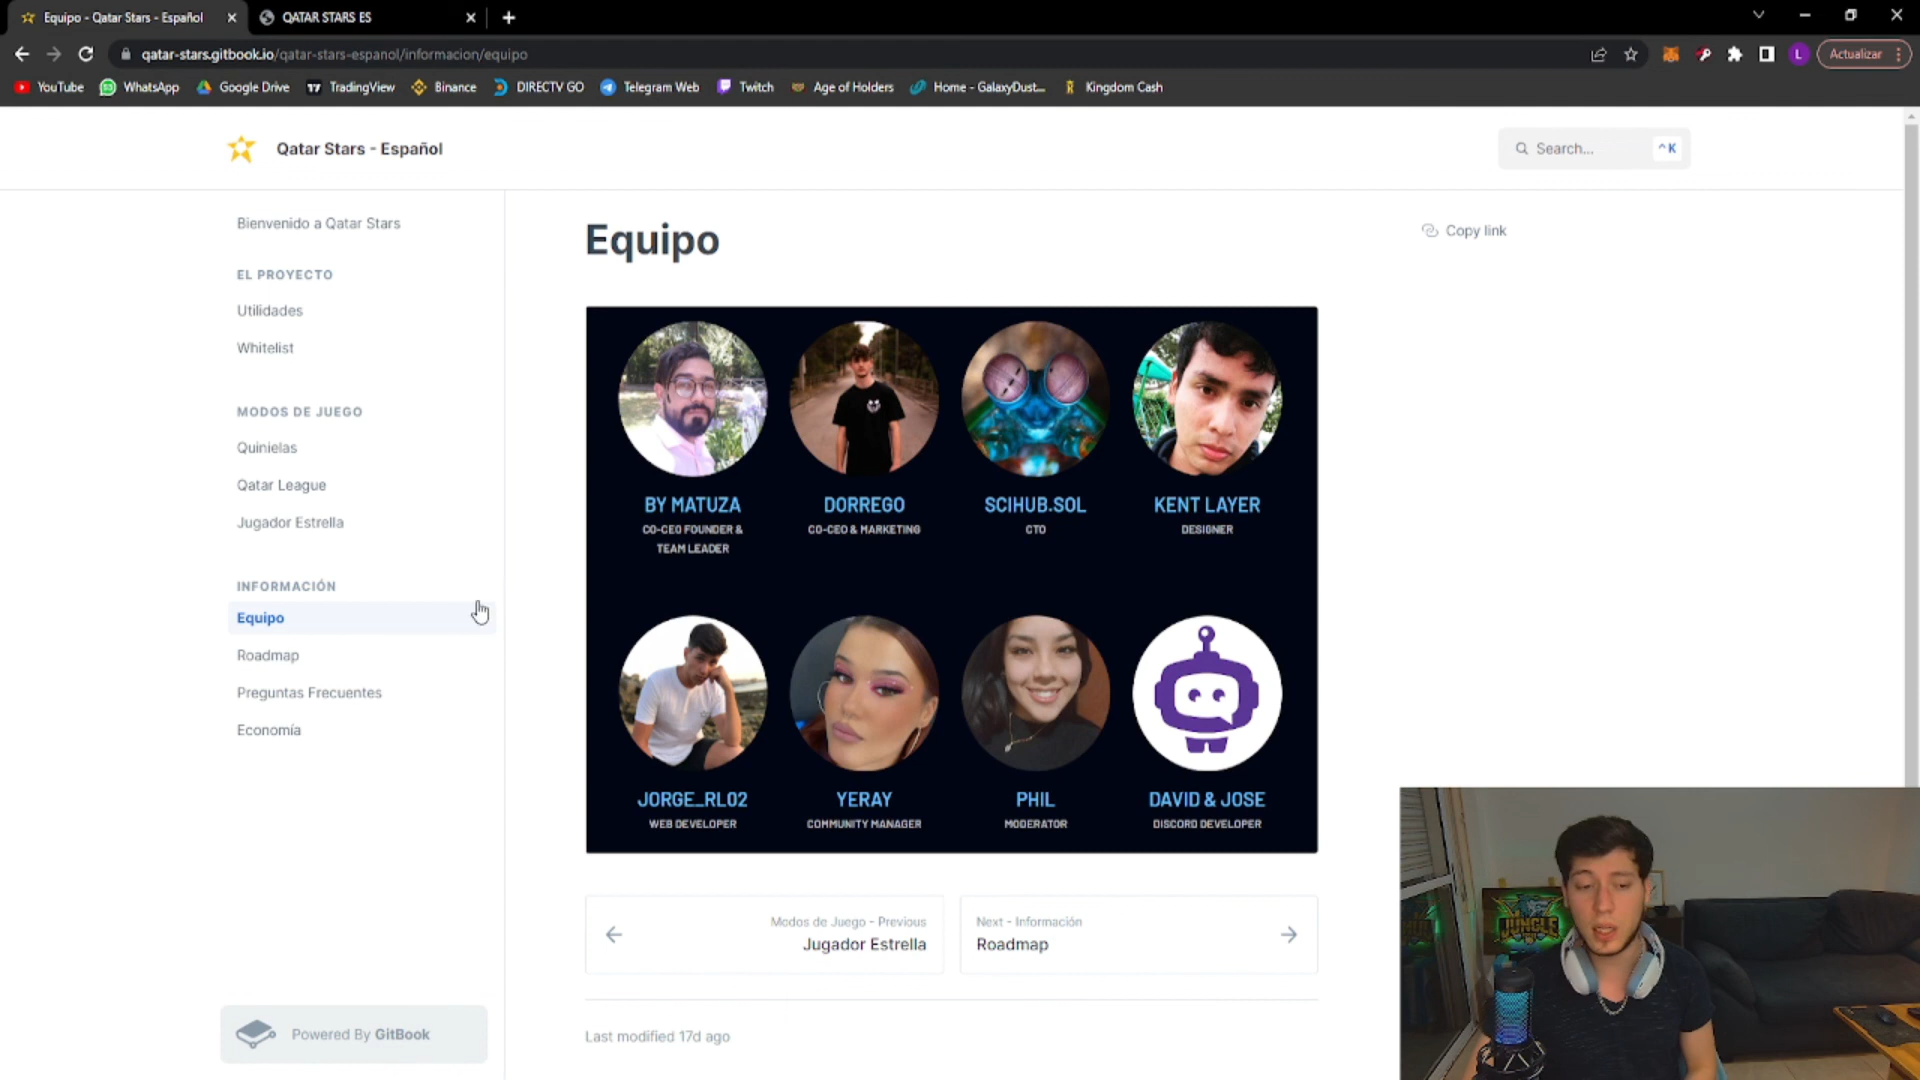 Equipo - Qatar Stars - Español
QATAR STARS ES
qatar-stars.gitbook.io/qatar-stars-espanol/informacion/equipo
Actualizar
YouTube
WhatsApp
Google Drive
TradingView
Binance
DIRECTV GO
Telegram Web
Twitch
Age of Holders
Home - GalaxyDust...
Kingdom Cash
Qatar Stars - Español
Search...
^K
Bienvenido a Qatar Stars
EL PROYECTO
Utilidades
Whitelist
MODOS DE JUEGO
Quinielas
Qatar League
Jugador Estrella
INFORMACIÓN
Equipo
Roadmap
Preguntas Frecuentes
Economía
Powered By GitBook
Equipo
Copy link
BY MATUZA
CO-CEO FOUNDER &
TEAM LEADER
DORREGO
CO-CEO & MARKETING
SCIHUB.SOL
CTO
KENT LAYER
DESIGNER
JORGE_RL02
WEB DEVELOPER
YERAY
COMMUNITY MANAGER
PHIL
MODERATOR
DAVID & JOSE
DISCORD DEVELOPER
Modos de Juego - Previous
Jugador Estrella
Next - Información
Roadmap
Last modified 17d ago
JUNGLE